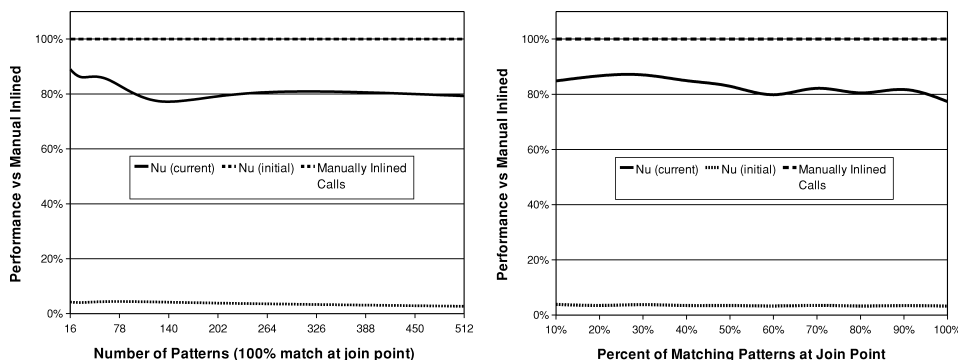 Performance vs Manual Inlined
100%
80%
60%
40%
20%
0%
Nu (current) Nu (initial) Manually Inlined
Calls
16 78 140 202 264 326 388 450 512
Number of Patterns (100% match at join point)
Performance vs Manual Inlined
100%
80%
60%
40%
20%
0%
Nu (current) Nu (initial) Manually Inlined
Calls
10% 20% 30% 40% 50% 60% 70% 80% 90% 100%
Percent of Matching Patterns at Join Point